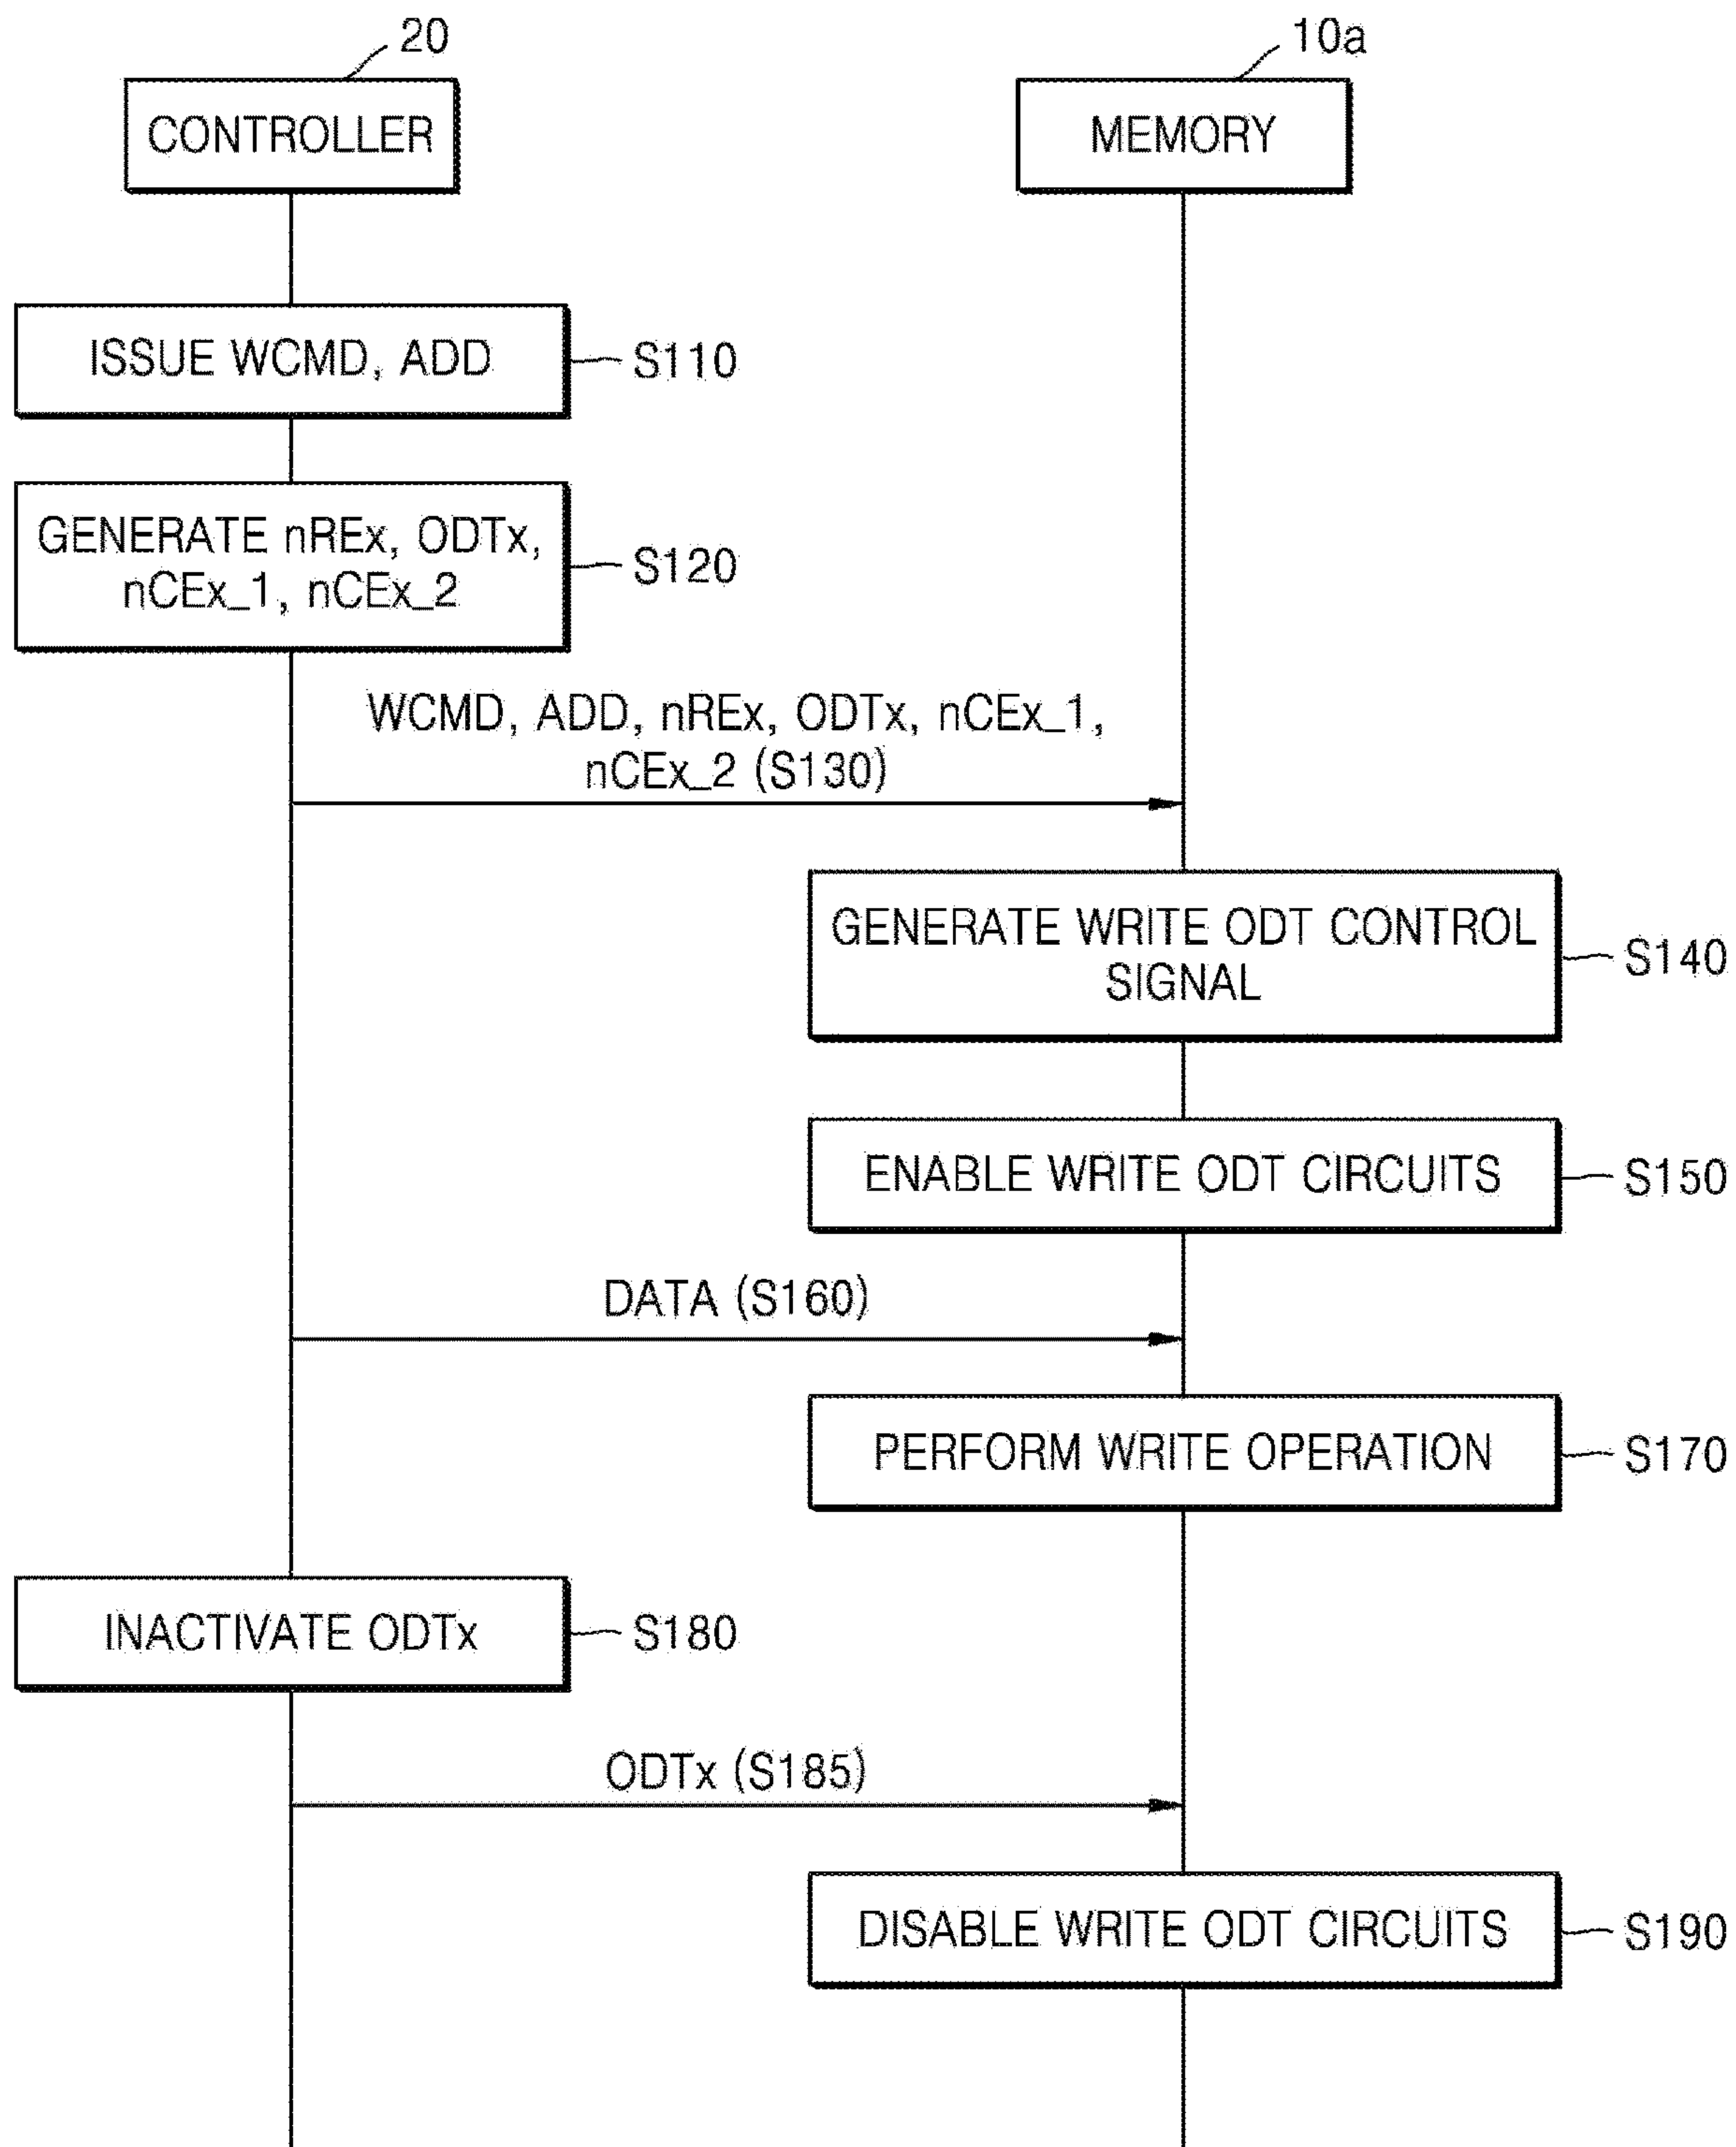 20
10a
CONTROLLER
MEMORY
ISSUE WCMD, ADD
S110
GENERATE nREx, ODTx,
nCEx_1, nCEx_2
S120
WCMD, ADD, nREx, ODTx, nCEx_1,
nCEx_2 (S130)
GENERATE WRITE ODT CONTROL
SIGNAL
S140
ENABLE WRITE ODT CIRCUITS
S150
DATA (S160)
PERFORM WRITE OPERATION
S170
INACTIVATE ODTx
S180
ODTx (S185)
DISABLE WRITE ODT CIRCUITS
S190